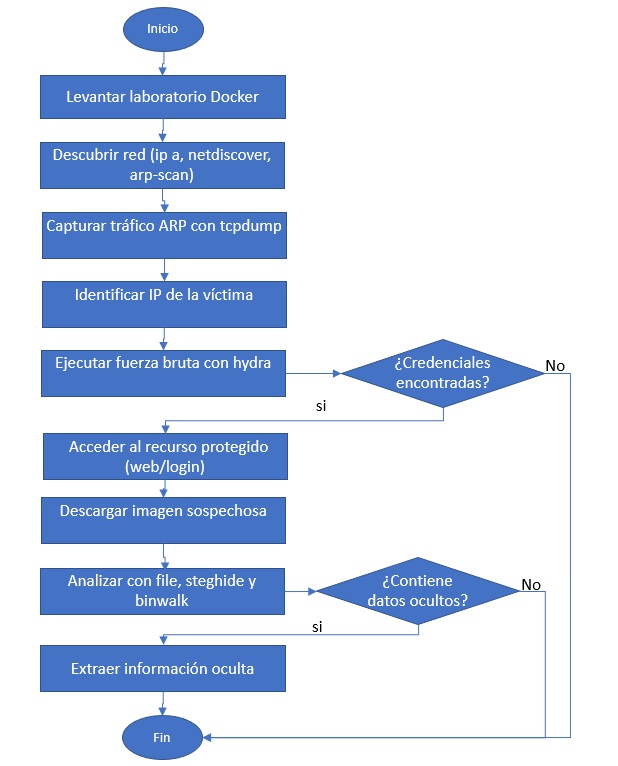 Inicio
Levantar laboratorio Docker
Descubrir red (ip a, netdiscover,
arp-scan)
Capturar tráfico ARP con tcpdump
Identificar IP de la víctima
Ejecutar fuerza bruta con hydra
¿Credenciales
encontradas?
No
si
Acceder al recurso protegido
(web/login)
Descargar imagen sospechosa
Analizar con file, steghide y
binwalk
¿Contiene
datos ocultos?
No
si
Extraer información oculta
Fin